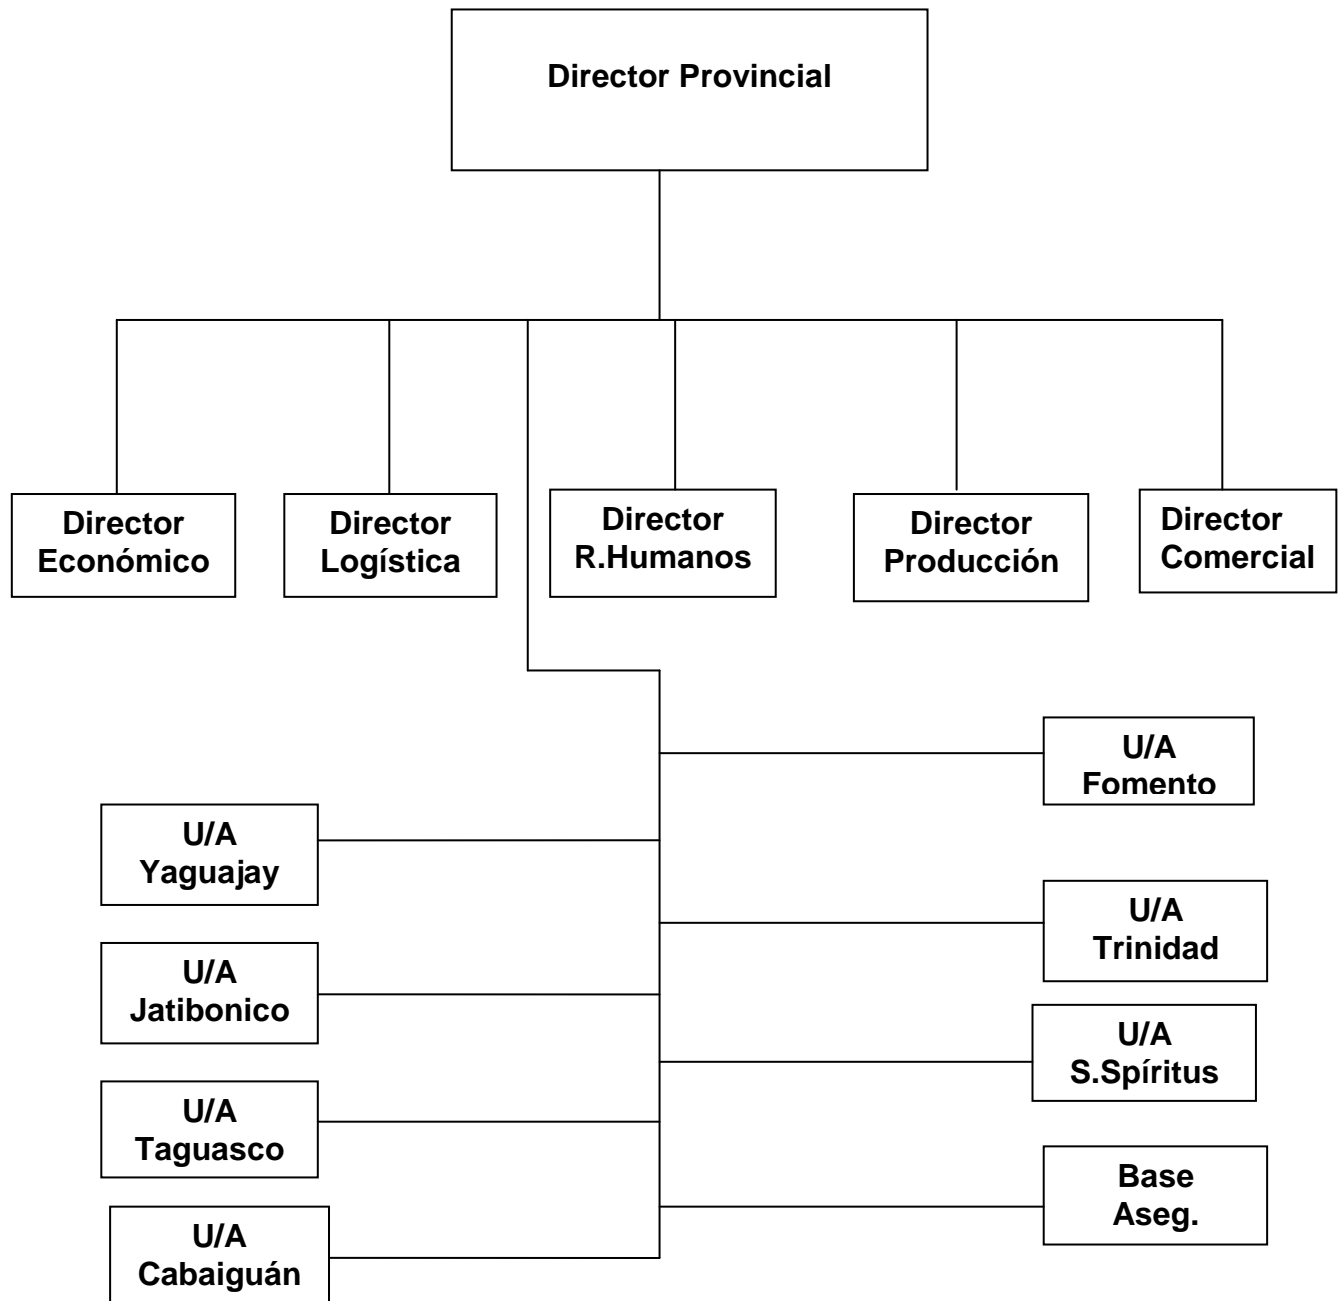 Director Provincial
Director
Económico
Director
Logística
Director
R.Humanos
Director
Producción
Director
Comercial
U/A
Fomento
U/A
Yaguajay
U/A
Trinidad
U/A
Jatibonico
U/A
S.Spíritus
U/A
Taguasco
Base
Aseg.
U/A
Cabaiguán